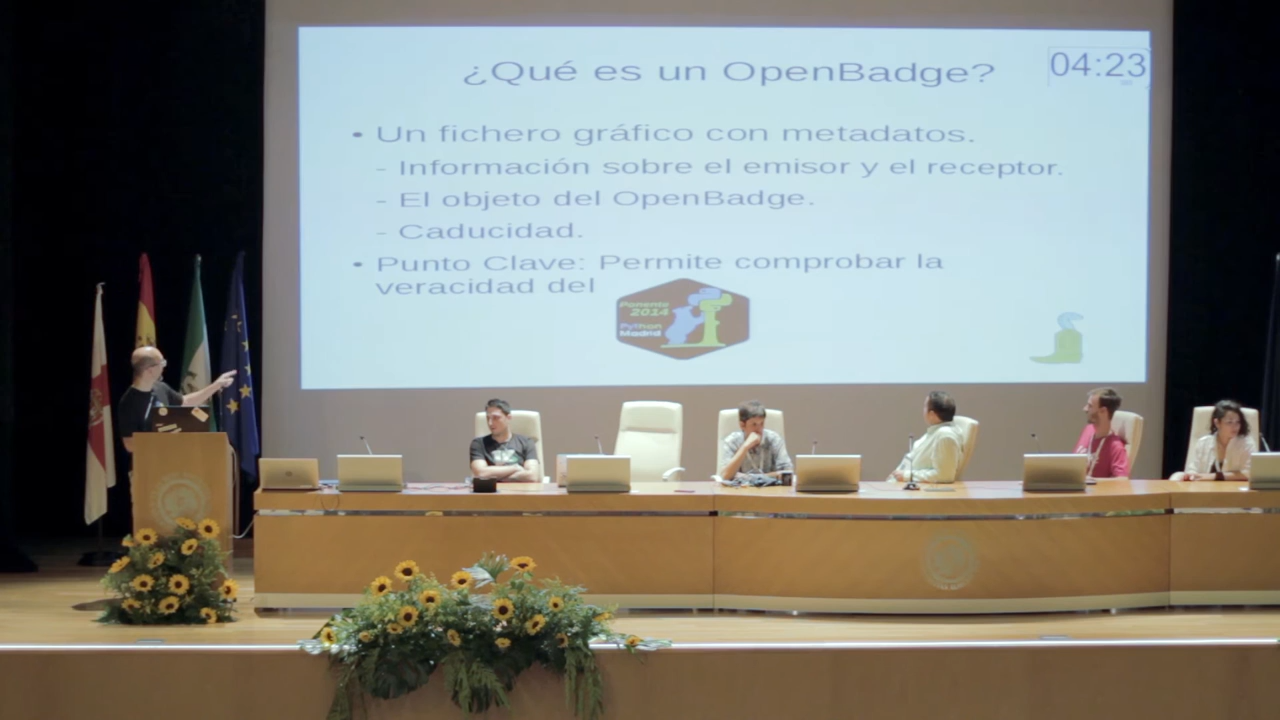 ¿Qué es un OpenBadge?
04:23
• Un fichero gráfico con metadatos.
- Información sobre el emisor y el receptor.
- El objeto del OpenBadge.
- Caducidad.
• Punto Clave: Permite comprobar la
veracidad del
Ponente
2014
Python
Madrid